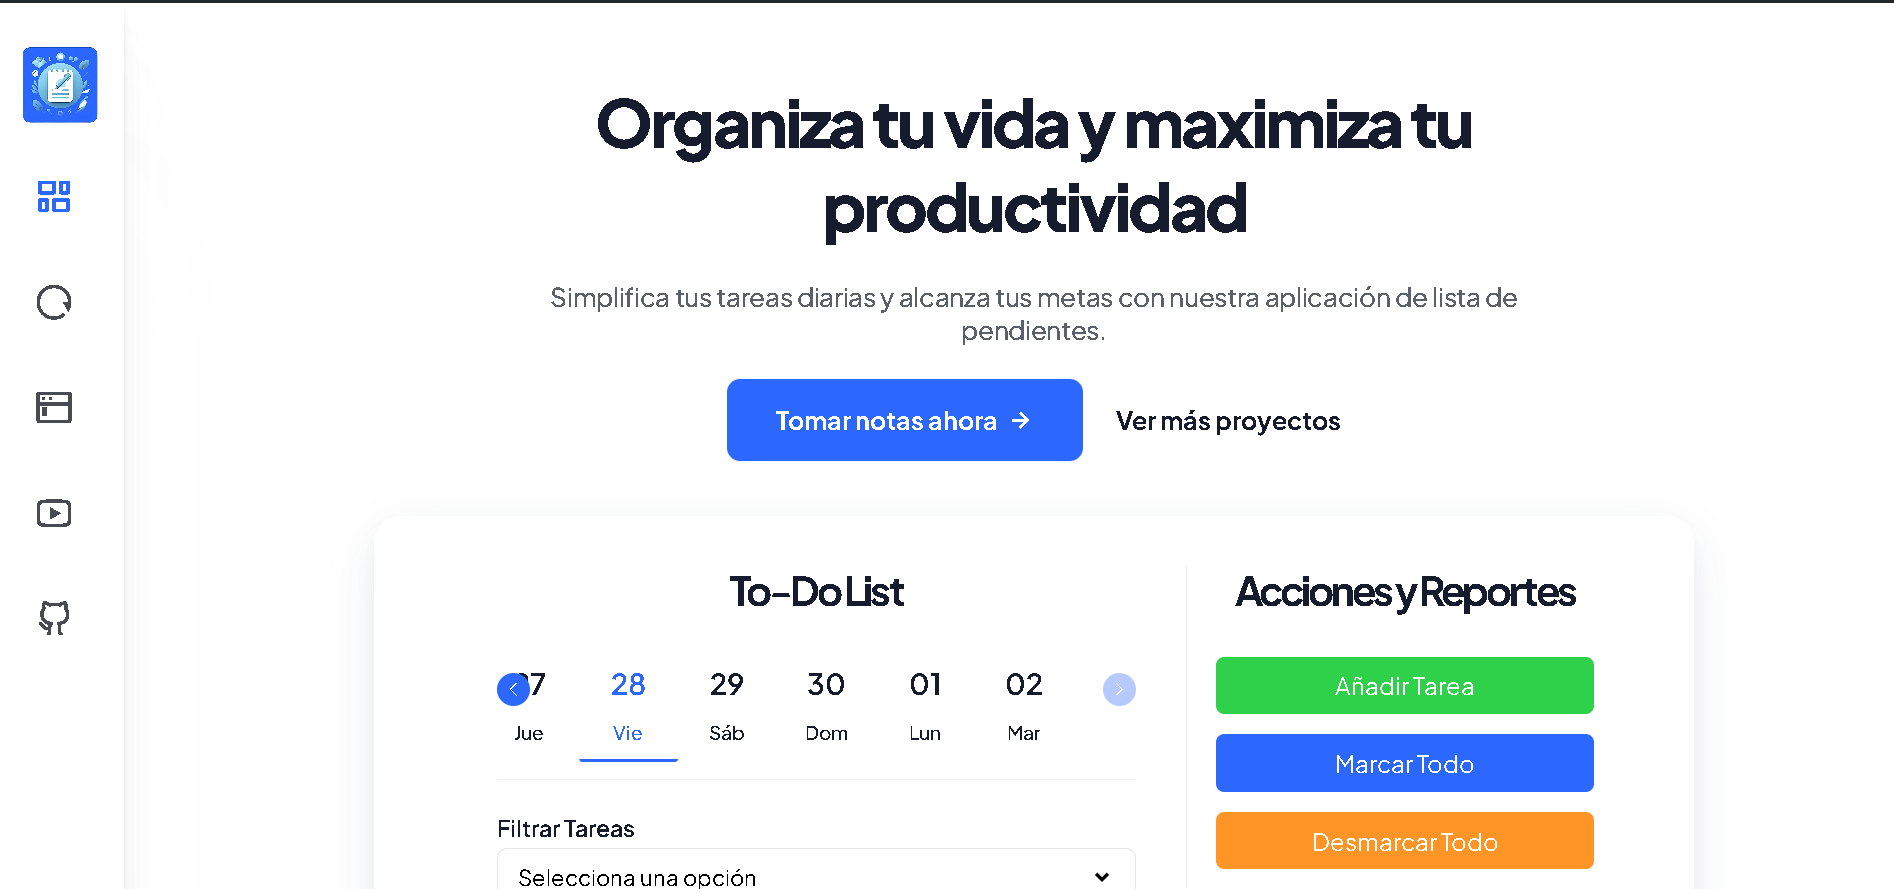 Organiza tu vida y maximiza tu
productividad
Simplifica tus tareas diarias y alcanza tus metas con nuestra aplicación de lista de
pendientes.
Tomar notas ahora → Ver más proyectos
To-Do List
28 29 30 01 02
Jue Vie Sáb Dom Lun Mar
Filtrar Tareas
Selecciona una opción
Acciones y Reportes
Añadir Tarea
Marcar Todo
Desmarcar Todo